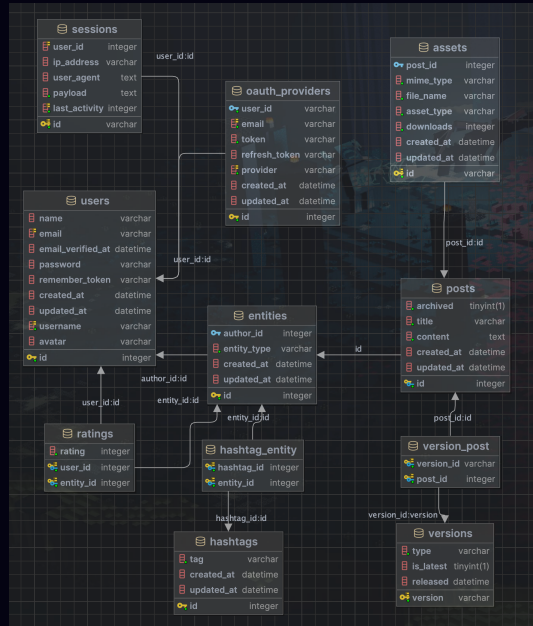 sessions
user_id integer
ip_address varchar
user_agent text
payload text
last_activity integer
id varchar
user_id:id
oauth_providers
user_id varchar
email varchar
token varchar
refresh_token varchar
provider varchar
created_at datetime
updated_at datetime
id integer
assets
post_id integer
mime_type varchar
file_name varchar
asset_type varchar
downloads integer
created_at datetime
updated_at datetime
id varchar
users
name varchar
email varchar
email_verified_at datetime
password varchar
remember_token varchar
created_at datetime
updated_at datetime
username varchar
avatar varchar
id integer
user_id:id
post_id:id
entities
author_id integer
entity_type varchar
created_at datetime
updated_at datetime
id integer
id
posts
archived tinyint(1)
title varchar
content text
created_at datetime
updated_at datetime
id integer
author_id:id
user_id:id
entity_id:id
entity_id:id
post_id:id
ratings
rating integer
user_id integer
entity_id integer
hashtag_entity
hashtag_id integer
entity_id integer
version_post
version_id varchar
post_id integer
hashtag_id:id
version_id:version
hashtags
tag varchar
created_at datetime
updated_at datetime
id integer
versions
type varchar
is_latest tinyint(1)
released datetime
version varchar